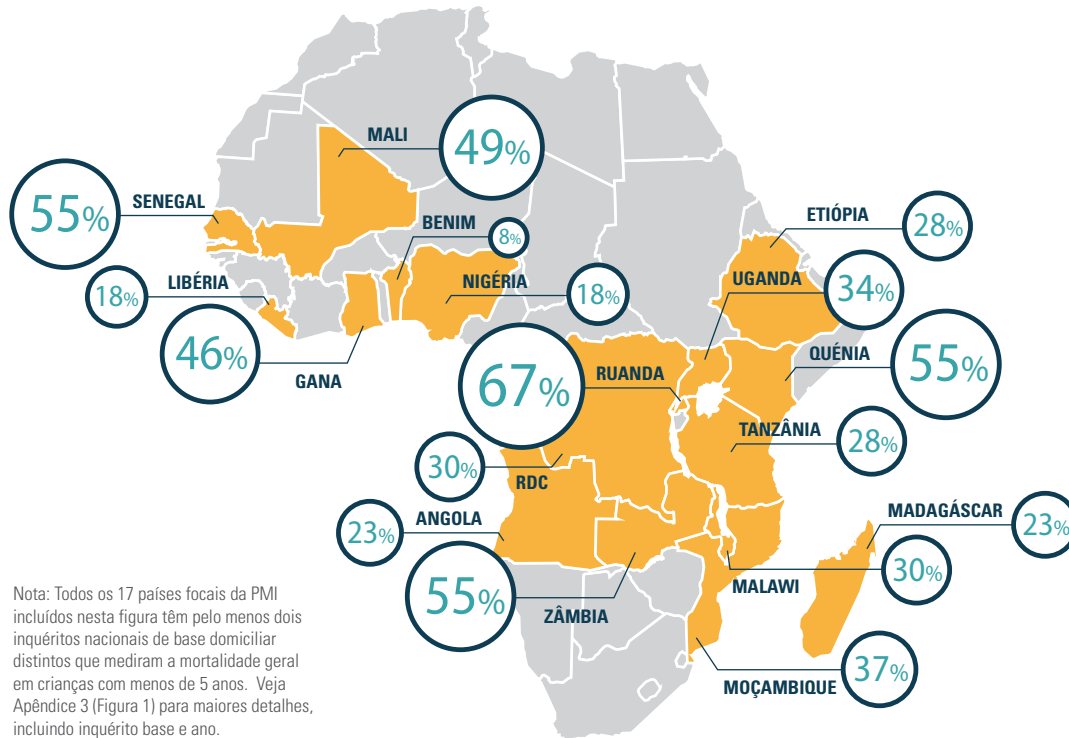 MALI
49%
SENEGAL
55%
BENIM
8%
ETIÓPIA
28%
LIBÉRIA
18%
NIGÉRIA
18%
UGANDA
34%
46%
GANA
QUÉNIA
55%
67%
RUANDA
TANZÂNIA
28%
30%
RDC
ANGOLA
23%
MADAGÁSCAR
23%
55%
ZÂMBIA
MALAWI
30%
MOÇAMBIQUE
37%
Nota: Todos os 17 países focais da PMI
incluídos nesta figura têm pelo menos dois
inquéritos nacionais de base domiciliar
distintos que mediram a mortalidade geral
em crianças com menos de 5 anos.  Veja
Apêndice 3 (Figura 1) para maiores detalhes,
incluindo inquérito base e ano.